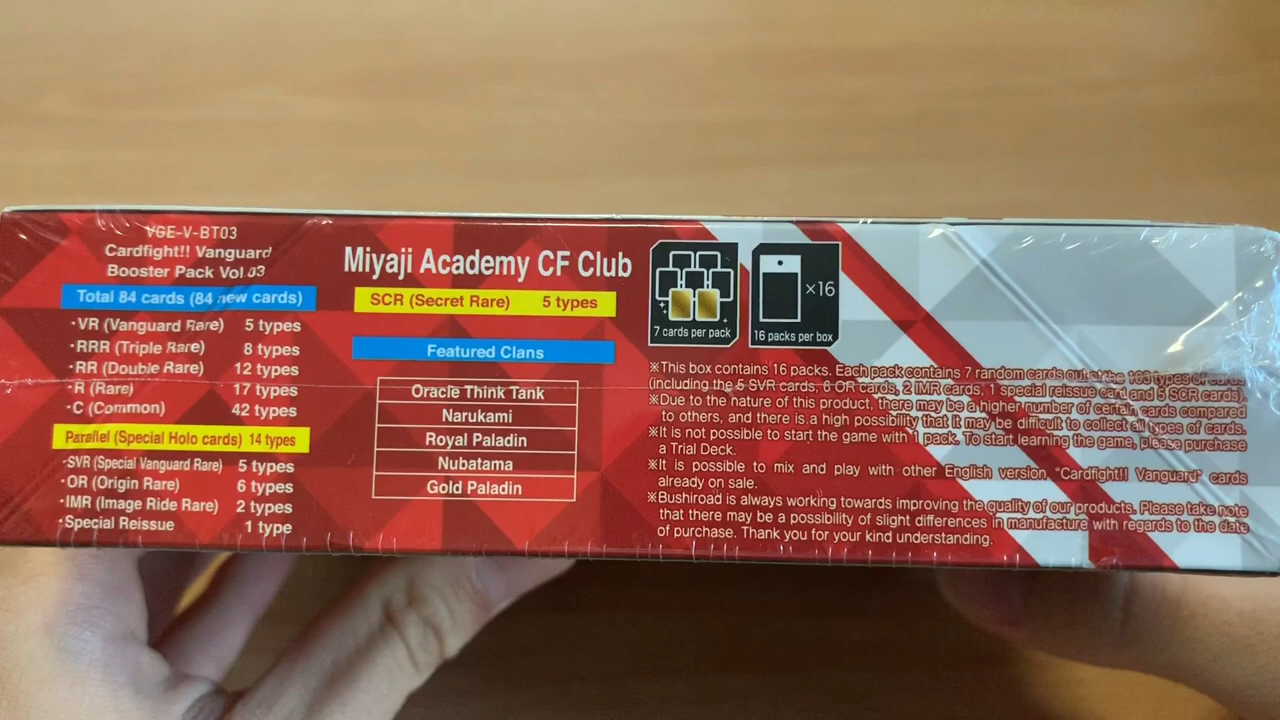 VGE-V-BT03
Cardfight!! Vanguard
Booster Pack Vol 03
Total 84 cards (84 new cards)
・VR (Vanguard Rare) 5 types
・RRR (Triple Rare) 8 types
・RR (Double Rare) 12 types
・R (Rare) 17 types
・C (Common) 42 types
Parallel (Special Holo cards) 14 types
・SVR (Special Vanguard Rare) 5 types
・OR (Origin Rare) 6 types
・IMR (Image Ride Rare) 2 types
・Special Reissue 1 type
Miyaji Academy CF Club
SCR (Secret Rare) 5 types
Featured Clans
Oracle Think Tank
Narukami
Royal Paladin
Nubatama
Gold Paladin
7 cards per pack
×16
16 packs per box
※This box contains 16 packs. Each pack contains 7 random cards out of the 103 types of cards
(including the 5 SVR cards, 6 OR cards, 2 IMR cards, 1 special reissue card and 5 SCR cards).
※Due to the nature of this product, there may be a higher number of certain cards compared
to others, and there is a high possibility that it may be difficult to collect all types of cards.
※It is not possible to start the game with 1 pack. To start learning the game, please purchase
a Trial Deck.
※It is possible to mix and play with other English version "Cardfight!! Vanguard" cards
already on sale.
※Bushiroad is always working towards improving the quality of our products. Please take note
that there may be a possibility of slight differences in manufacture with regards to the date
of purchase. Thank you for your kind understanding.